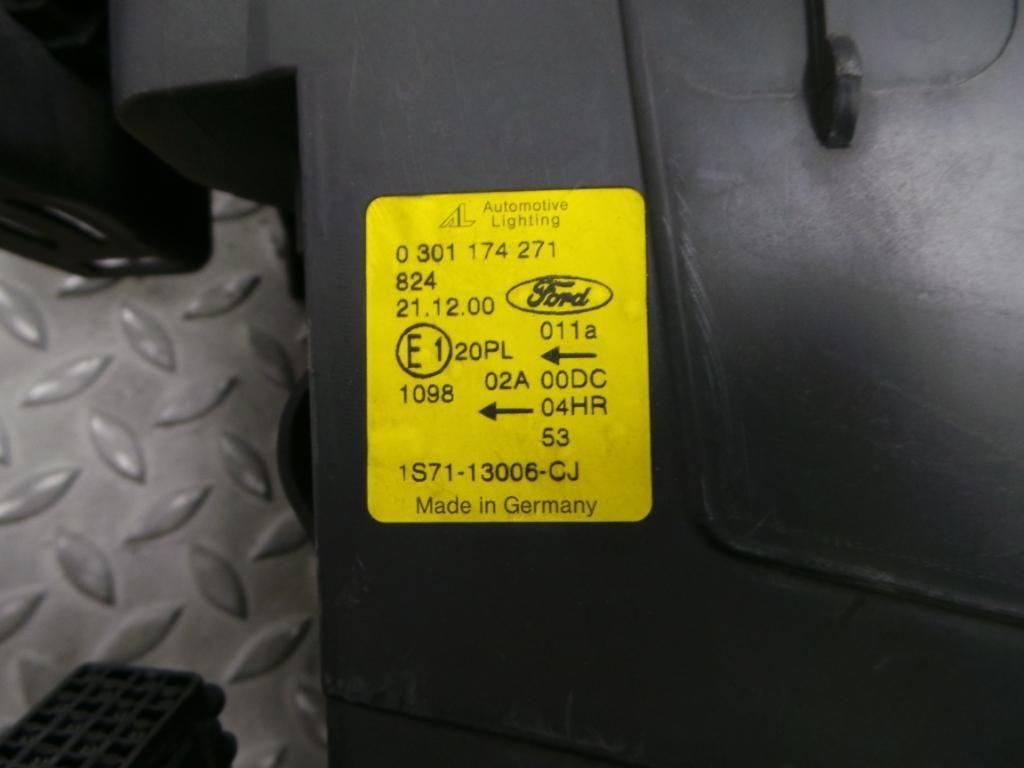 AL Automotive
Lighting
0 301 174 271
824
21.12.00 Ford
011a
E1 20PL ←
1098 02A 00DC
← 04HR
53
1S71-13006-CJ
Made in Germany